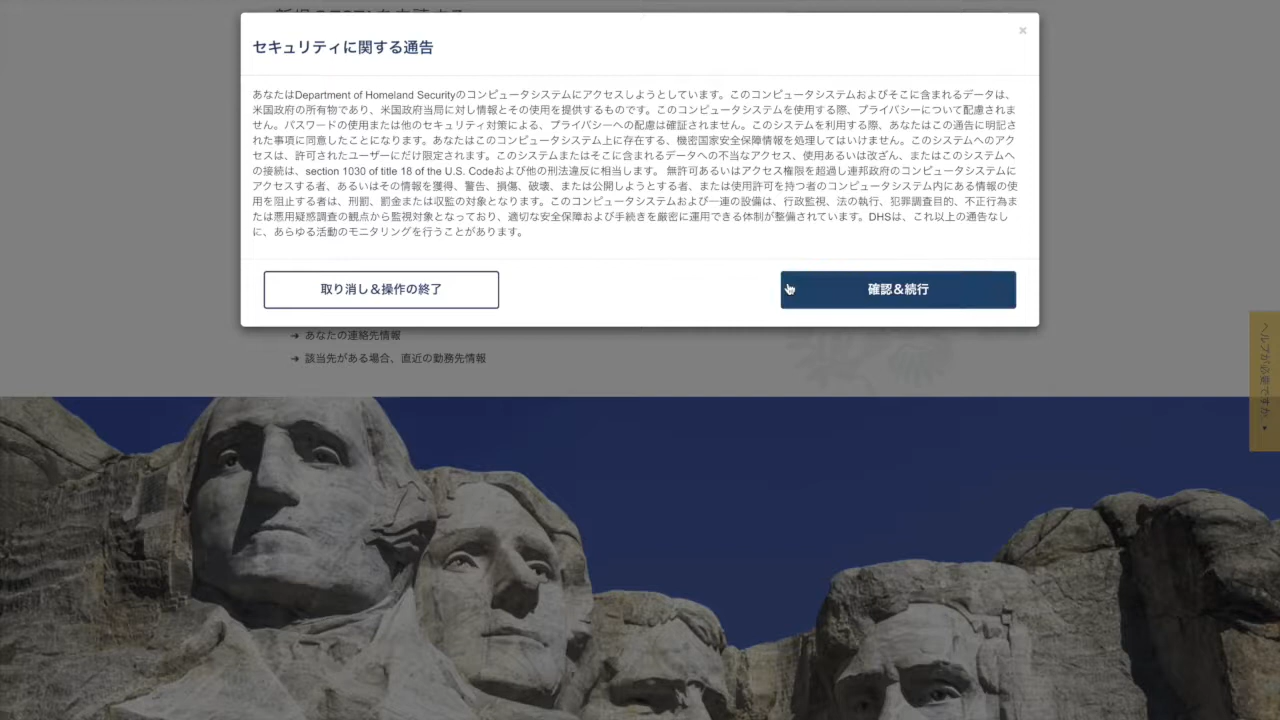 セキュリティに関する通告
×
あなたはDepartment of Homeland Securityのコンピュータシステムにアクセスしようとしています。このコンピュータシステムおよびそこに含まれるデータは、
米国政府の所有物であり、米国政府当局に対し情報とその使用を提供するものです。このコンピュータシステムを使用する際、プライバシーについて配慮されま
せん。パスワードの使用または他のセキュリティ対策による、プライバシーへの配慮は確証されません。このシステムを利用する際、あなたはこの通告に明記さ
れた事項に同意したことになります。あなたはこのコンピュータシステム上に存在する、機密国家安全保障情報を処理してはいけません。このシステムへのアク
セスは、許可されたユーザーにだけ限定されます。このシステムまたはそこに含まれるデータへの不当なアクセス、使用あるいは改ざん、またはこのシステムへ
の接続は、section 1030 of title 18 of the U.S. Codeおよび他の刑法違反に相当します。 無許可あるいはアクセス権限を超過し連邦政府のコンピュータシステムに
アクセスする者、あるいはその情報を獲得、警告、損傷、破壊、または公開しようとする者、または使用許可を持つ者のコンピュータシステム内にある情報の使
用を阻止する者は、刑罰、罰金または収監の対象となります。このコンピュータシステムおよび一連の設備は、行政監視、法の執行、犯罪調査目的、不正行為ま
たは悪用疑惑調査の観点から監視対象となっており、適切な安全保障および手続きを厳密に運用できる体制が整備されています。DHSは、これ以上の通告なし
に、あらゆる活動のモニタリングを行うことがあります。
取り消し＆操作の終了
確認＆続行
→ あなたの連絡先情報
→ 該当先がある場合、直近の勤務先情報
ヘルプが必要ですか